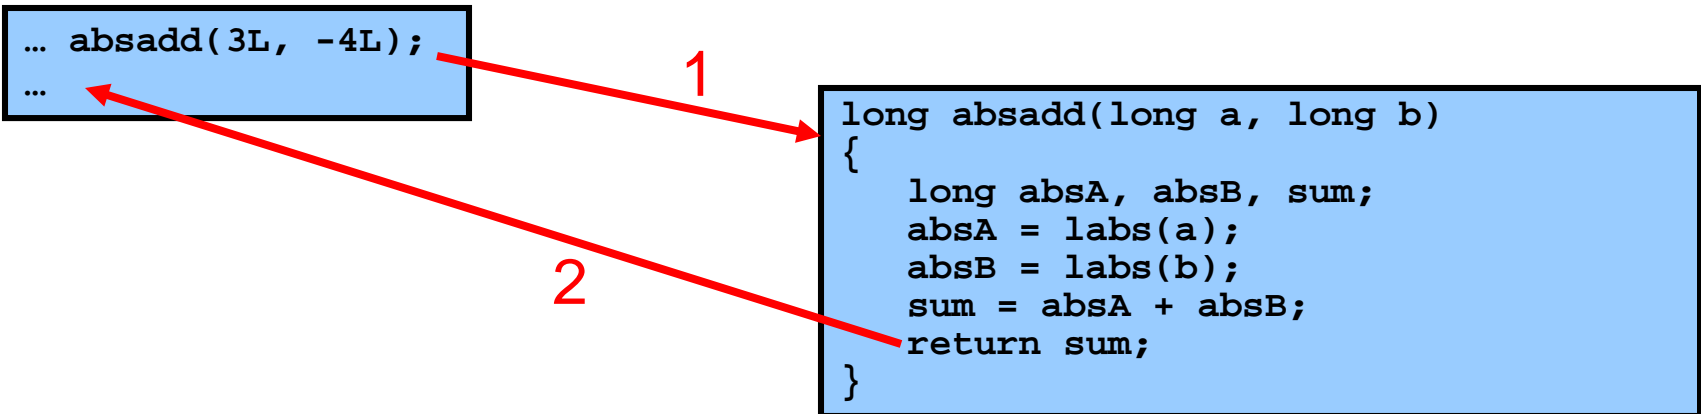 … absadd(3L, -4L);
…
1
long absadd(long a, long b)
{
   long absA, absB, sum;
   absA = labs(a);
   absB = labs(b);
   sum = absA + absB;
   return sum;
}
2